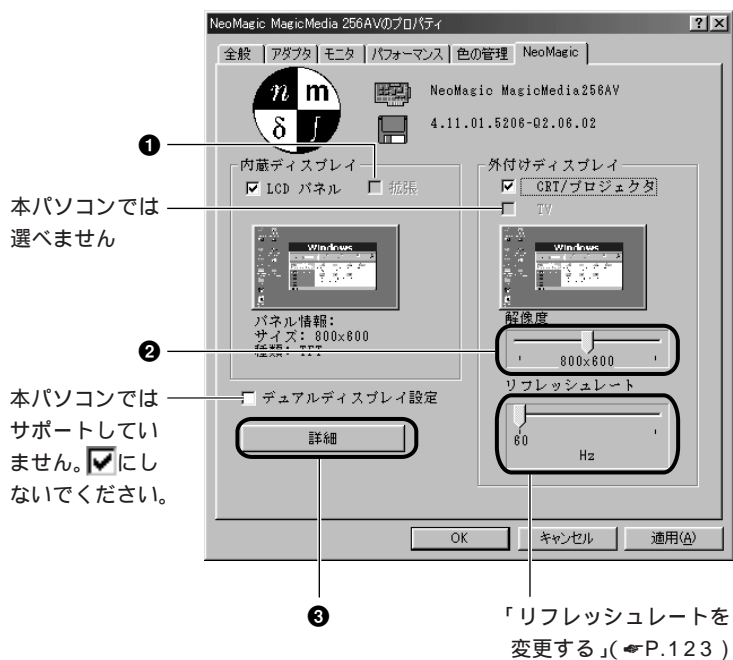 NeoMagic MagicMedia 256AVのプロパティ
全般 アダプタ モニタ パフォーマンス 色の管理 NeoMagic
n m
δ ∫
NeoMagic MagicMedia256AV
4.11.01.5206-Q2.06.02
❶
内蔵ディスプレイ
LCD パネル 拡張
外付けディスプレイ
CRT/プロジェクタ
TV
本パソコンでは
選べません
Windows
Windows
パネル情報:
サイズ: 800x600
種類: TFT
解像度
800x600
❷
リフレッシュレート
60
Hz
デュアルディスプレイ設定
本パソコンでは
サポートしてい
ません。にし
ないでください。
詳細
OK キャンセル 適用(A)
❸
「リフレッシュレートを
変更する」(☛P.123)